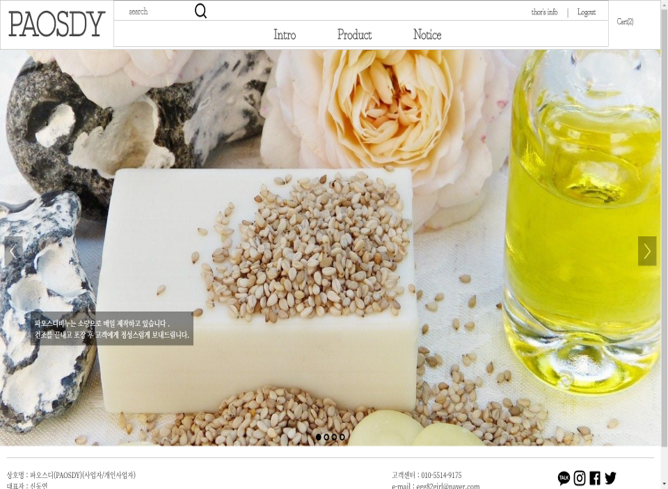 PAOSDY
search
thor's info | Logout
Cart(2)
Intro Product Notice
파오스디비누는 소량으로 매일 제작하고 있습니다 .
건조를 끝내고 포장 후 고객에게 정성스럽게 보내드립니다.
상호명 : 파오스디(PAOSDY)(사업자/개인사업자)
고객센터 : 010-5514-9175
TALK
대표자 : 신동엽
e-mail : egg82girl@naver.com